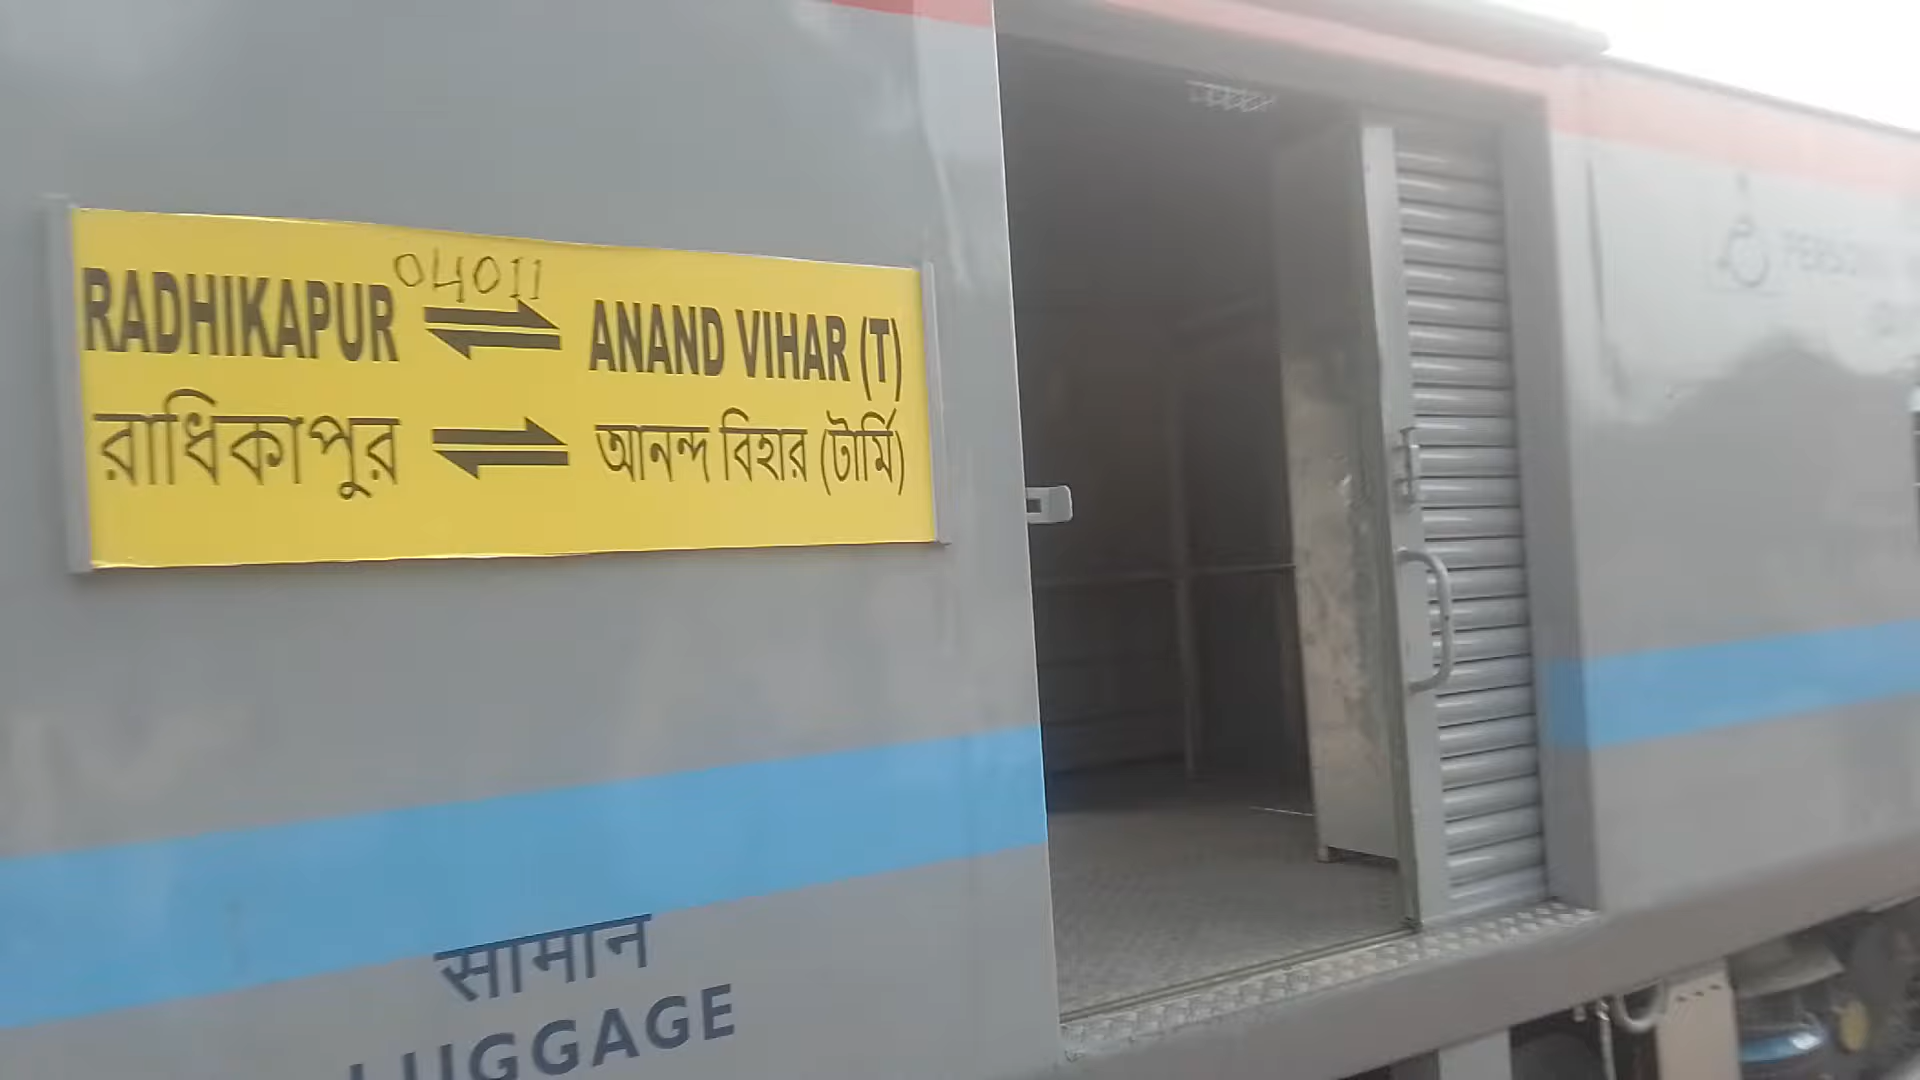 04011
RADHIKAPUR ⇌ ANAND VIHAR (T)
রাধিকাপুর ⇌ আনন্দ বিহার (টার্মি)
सामान
LUGGAGE